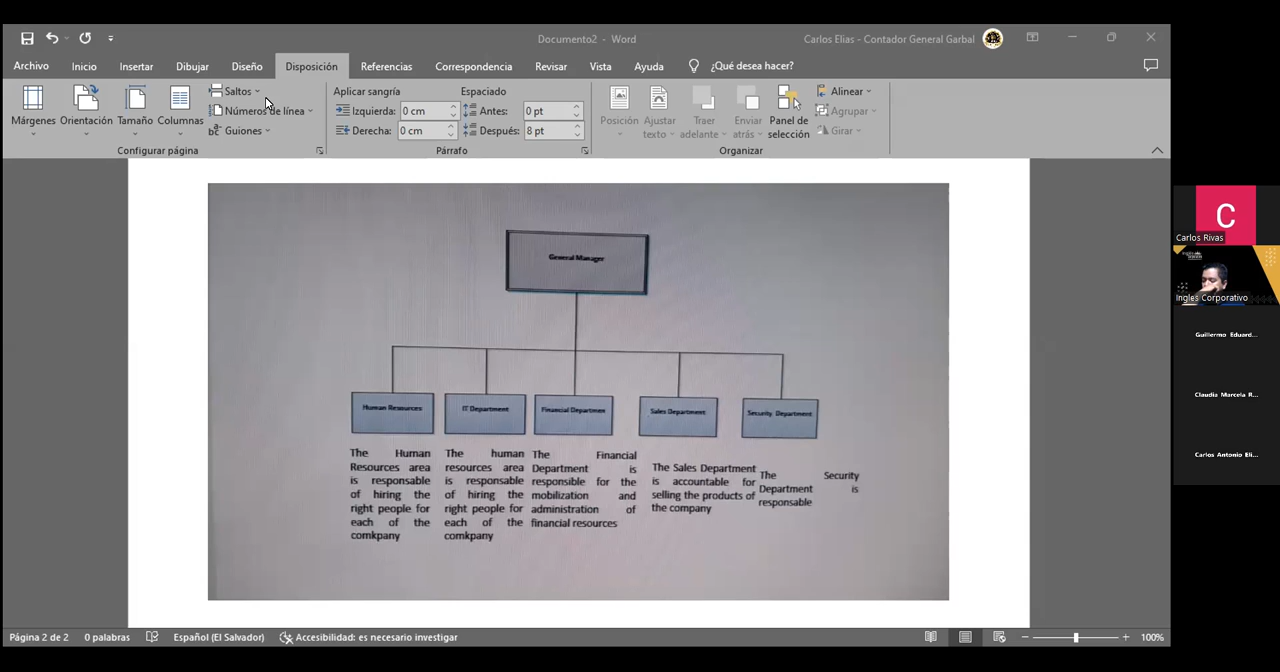 Documento2 - Word
Carlos Elias - Contador General Garbal
Archivo
Inicio
Insertar
Dibujar
Diseño
Disposición
Referencias
Correspondencia
Revisar
Vista
Ayuda
¿Qué desea hacer?
Márgenes
Orientación
Tamaño
Columnas
Saltos
Números de línea
Guiones
Configurar página
Aplicar sangría
Izquierda: 0 cm
Derecha: 0 cm
Espaciado
Antes: 0 pt
Después: 8 pt
Párrafo
Posición
Ajustar
texto
Traer
adelante
Enviar
atrás
Panel de
selección
Alinear
Agrupar
Girar
Organizar
General Manager
Human Resources
IT Department
Financial Departmen
Sales Department
Security Department
The Human
Resources area
is responsable
of hiring the
right people for
each of the
comkpany
The human
resources area
is responsable
of hiring the
right people for
each of the
comkpany
The Financial
Department is
responsible for the
mobilization and
administration of
financial resources
The Sales Department
is accountable for
selling the products of
the company
The Security
Department is
responsable
C
Carlos Rivas
Ingles Corporativo
Guillermo Eduard...
Claudia Marcela R...
Carlos Antonio Eli...
Página 2 de 2
0 palabras
Español (El Salvador)
Accesibilidad: es necesario investigar
100%